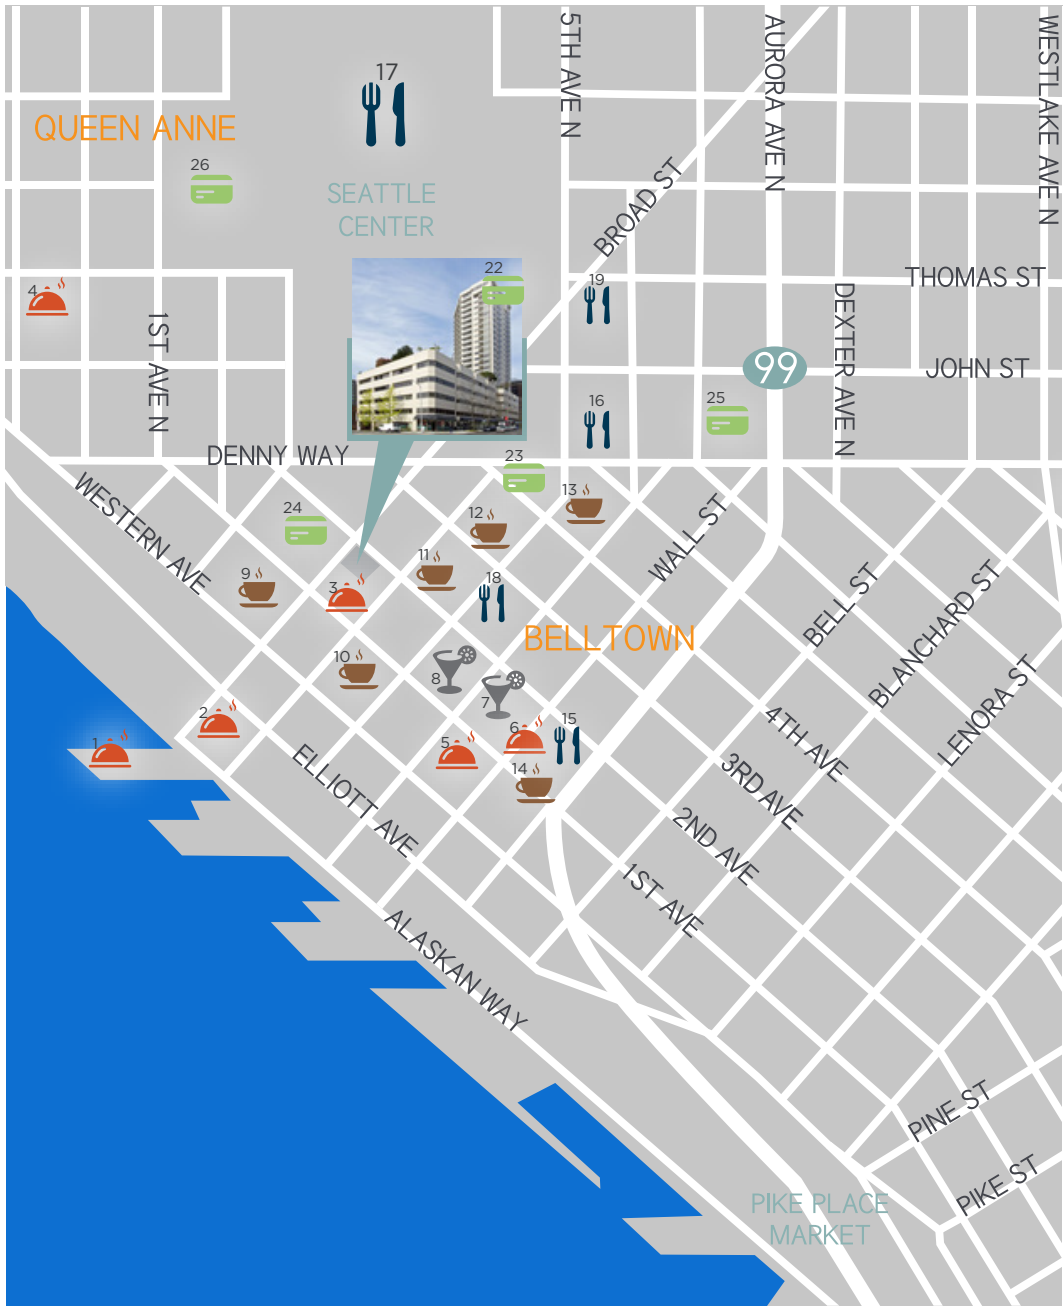 5TH AVE N
AURORA AVE N
WESTLAKE AVE N
17
QUEEN ANNE
26
SEATTLE
CENTER
BROAD ST
22
19
THOMAS ST
4
1ST AVE N
DEXTER AVE N
99
JOHN ST
16
25
DENNY WAY
23
WESTERN AVE
24
12
13
WALL ST
11
9
3
18
BELL ST
BLANCHARD ST
BELLTOWN
10
8
7
LENORA ST
2
1
5
6
15
14
4TH AVE
ELLIOTT AVE
3RD AVE
2ND AVE
1ST AVE
ALASKAN WAY
PINE ST
PIKE ST
PIKE PLACE
MARKET